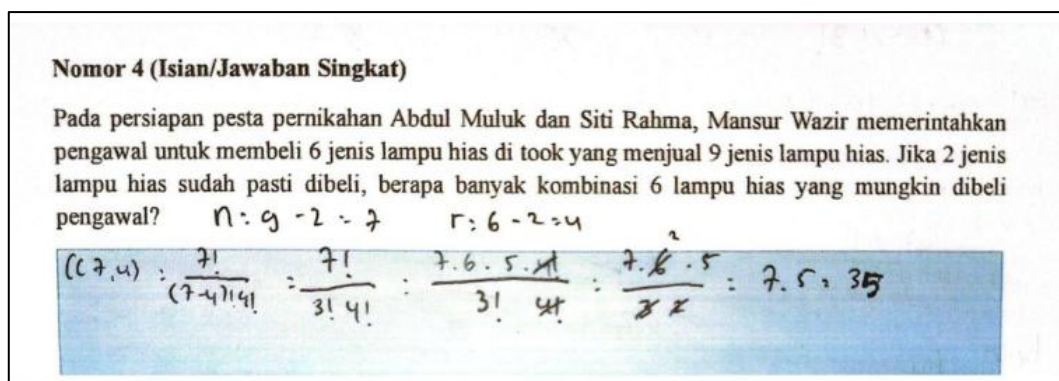 Nomor 4 (Isian/Jawaban Singkat)
Pada persiapan pesta pernikahan Abdul Muluk dan Siti Rahma, Mansur Wazir memerintahkan
pengawal untuk membeli 6 jenis lampu hias di took yang menjual 9 jenis lampu hias. Jika 2 jenis
lampu hias sudah pasti dibeli, berapa banyak kombinasi 6 lampu hias yang mungkin dibeli
pengawal? n: 9 - 2 = 7 r: 6 - 2 = 4
C(7,4) = 7!/(7-4)!4! = 7!/3! 4! = 7.6.5.4!/3! 4! = 7.6.5/3 2 = 7.5 = 35